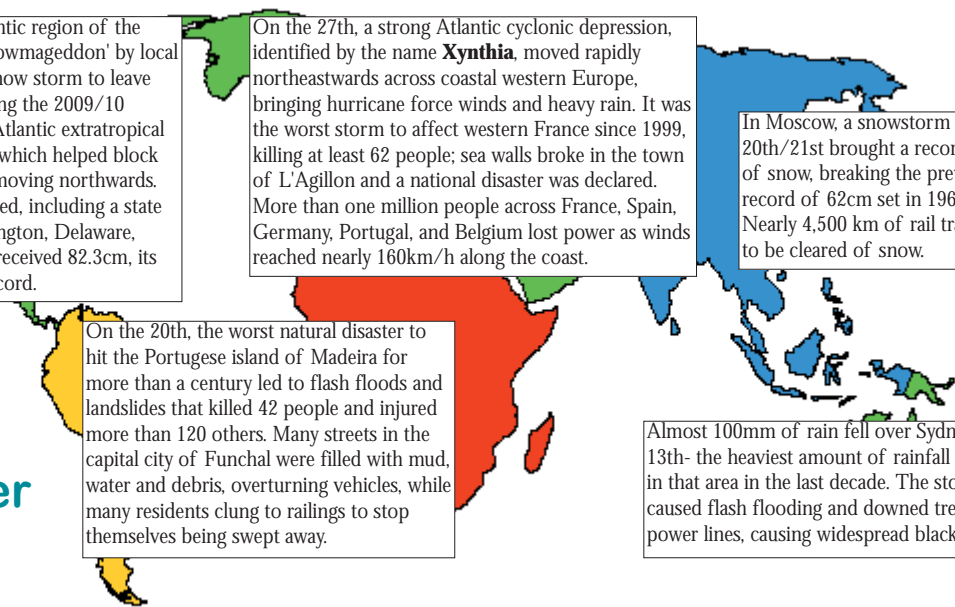 ntic region of the
owmageddon' by local
now storm to leave
ng the 2009/10
Atlantic extratropical
which helped block
moving northwards.
ed, including a state
ngton, Delaware,
received 82.3cm, its
cord.
On the 27th, a strong Atlantic cyclonic depression,
identified by the name Xynthia, moved rapidly
northeastwards across coastal western Europe,
bringing hurricane force winds and heavy rain. It was
the worst storm to affect western France since 1999,
killing at least 62 people; sea walls broke in the town
of L'Agillon and a national disaster was declared.
More than one million people across France, Spain,
Germany, Portugal, and Belgium lost power as winds
reached nearly 160km/h along the coast.
In Moscow, a snowstorm
20th/21st brought a recor
of snow, breaking the prev
record of 62cm set in 196
Nearly 4,500 km of rail tra
to be cleared of snow.
On the 20th, the worst natural disaster to
hit the Portugese island of Madeira for
more than a century led to flash floods and
landslides that killed 42 people and injured
more than 120 others. Many streets in the
capital city of Funchal were filled with mud,
water and debris, overturning vehicles, while
many residents clung to railings to stop
themselves being swept away.
er
Almost 100mm of rain fell over Sydn
13th- the heaviest amount of rainfall
in that area in the last decade. The sto
caused flash flooding and downed tre
power lines, causing widespread black